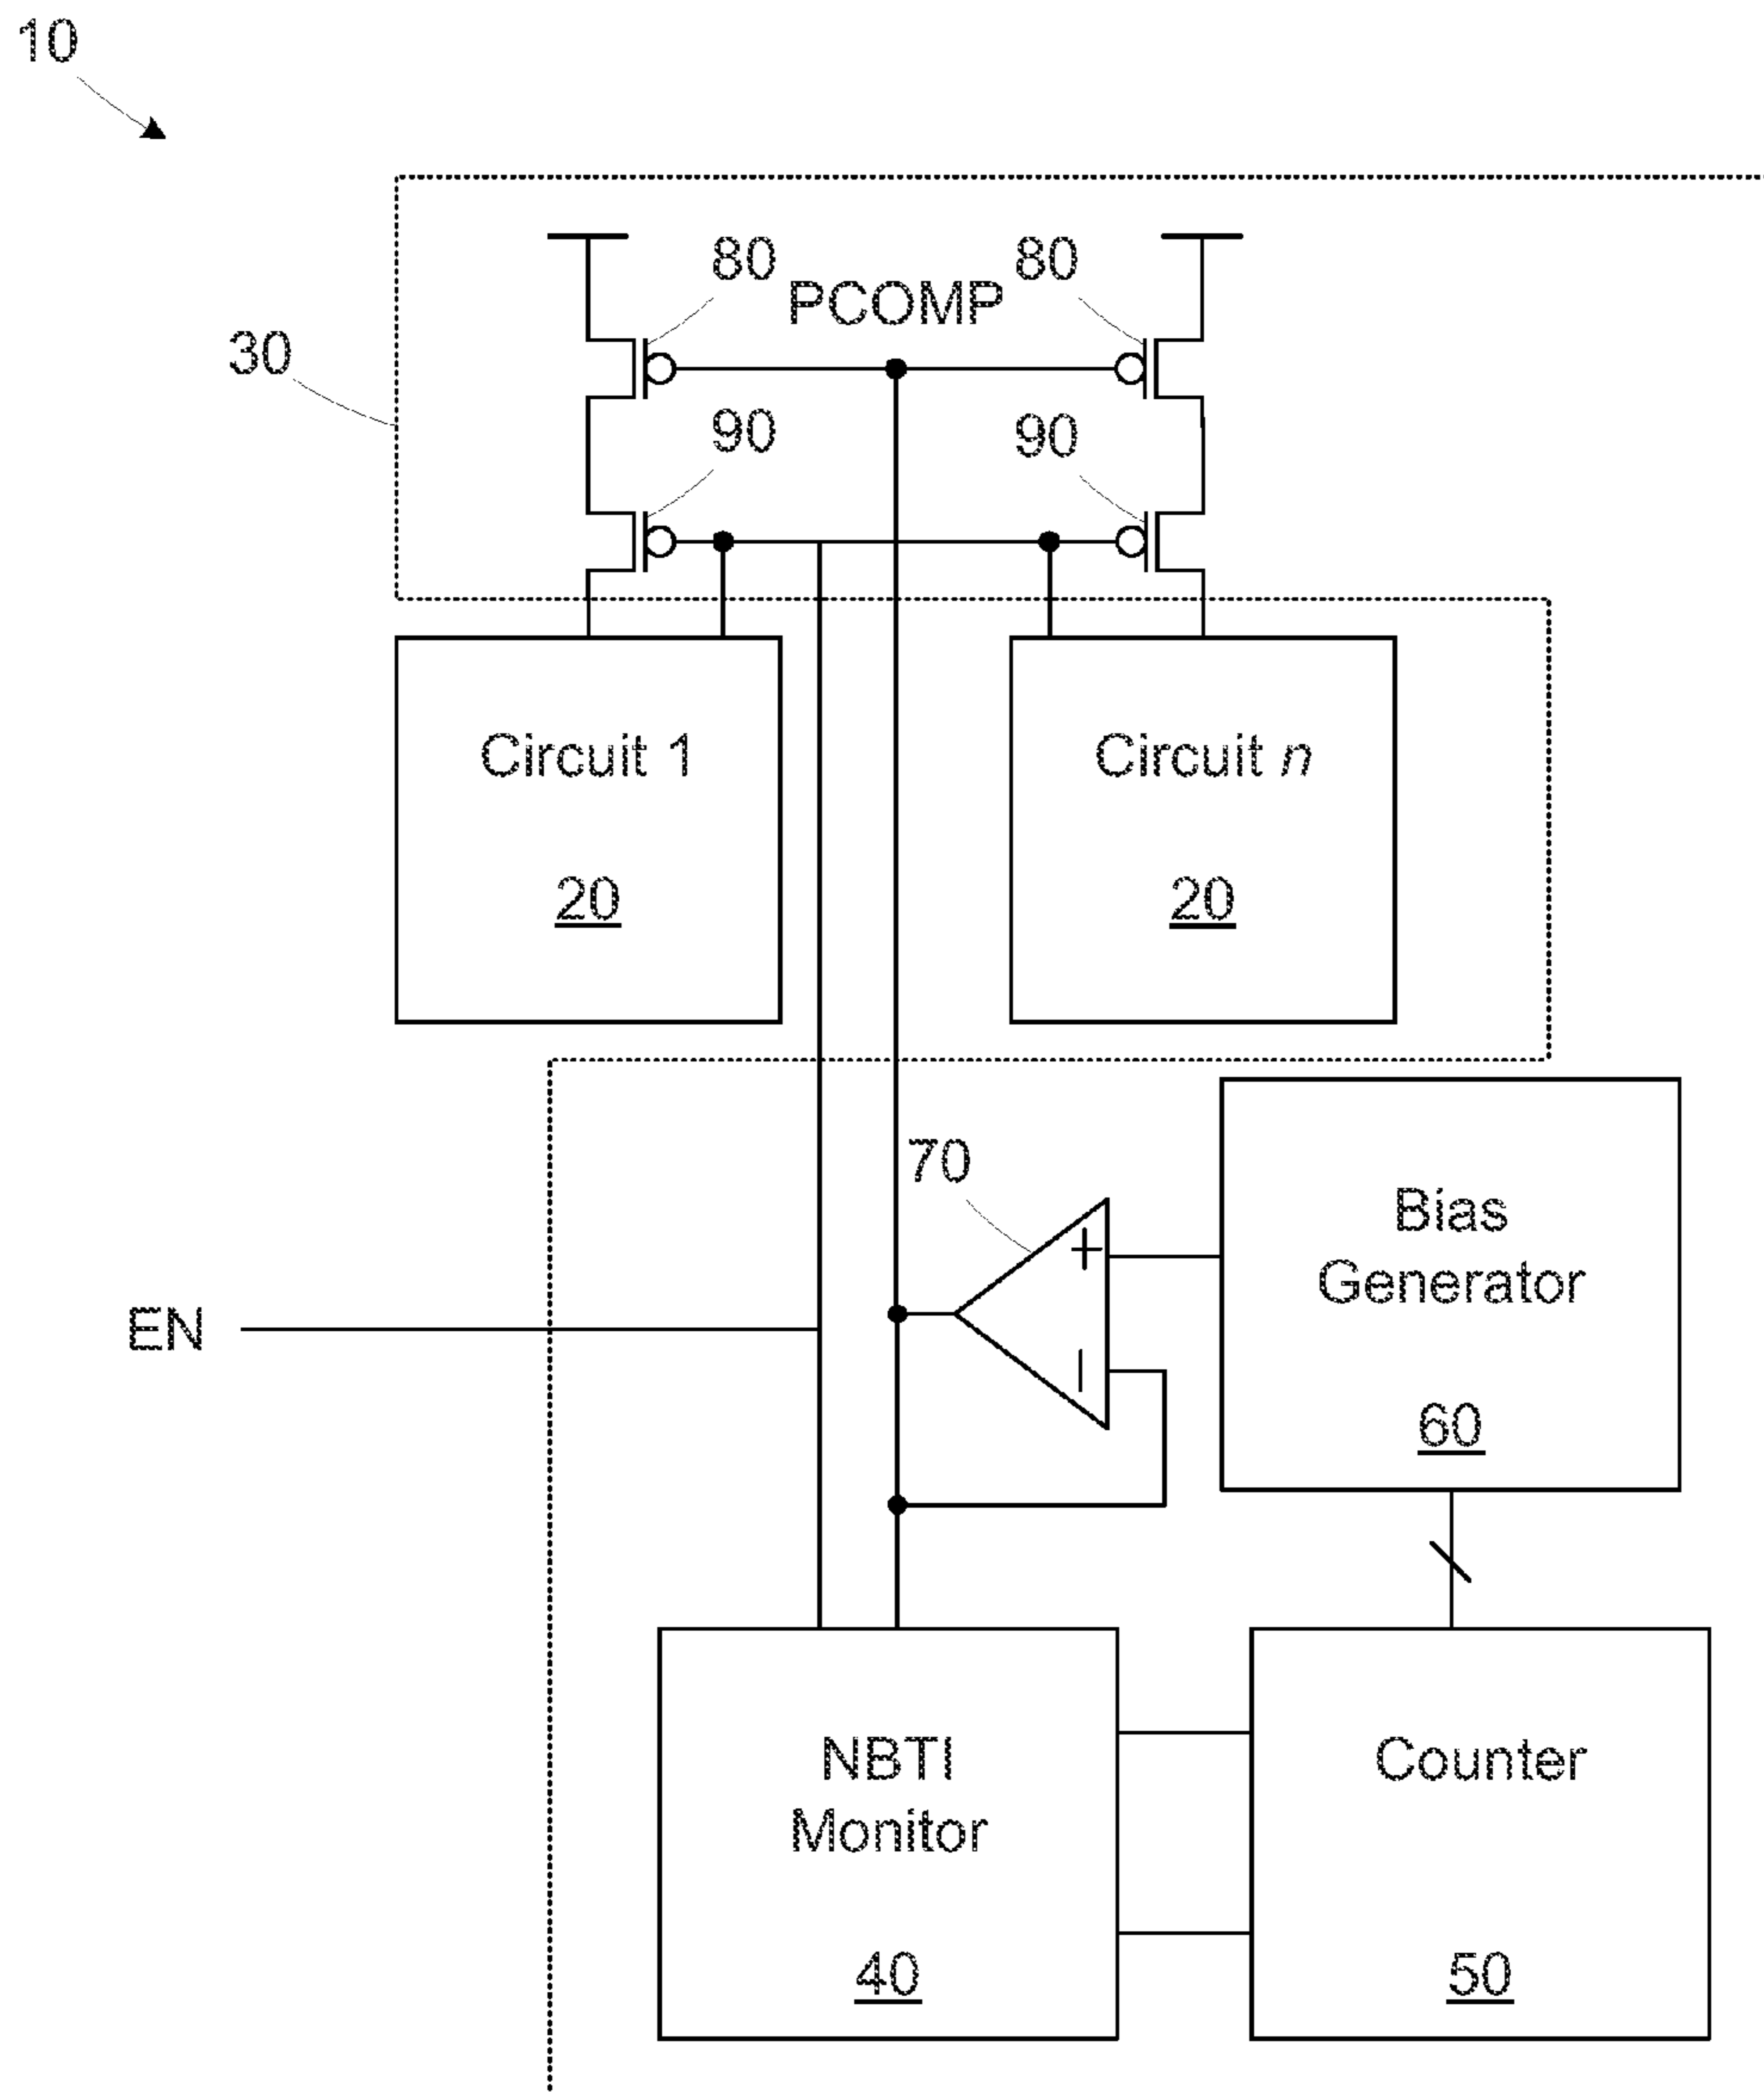 10
80
PCOMP
80
30
90
90
Circuit 1
20
Circuit n
20
70
+
−
Bias
Generator
60
EN
NBTI
Monitor
40
Counter
50